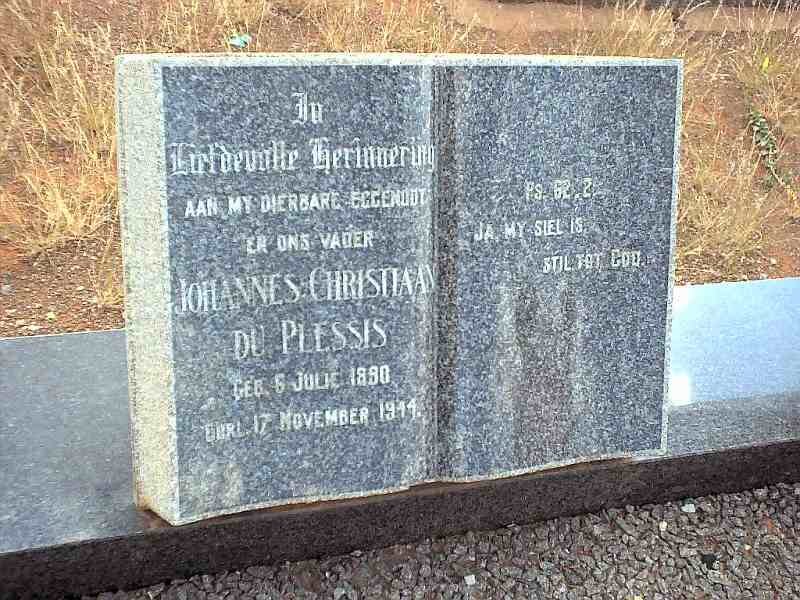 In
Liefdevolle Herinnering
AAN MY DIERBARE EGGENOOT
EN ONS VADER
JOHANNES CHRISTIAAN
DU PLESSIS
GEB. 6 JULIE 1890
OORL. 17 NOVEMBER 1944.
PS. 62.2.
JA, MY SIEL IS
STIL TOT GOD.